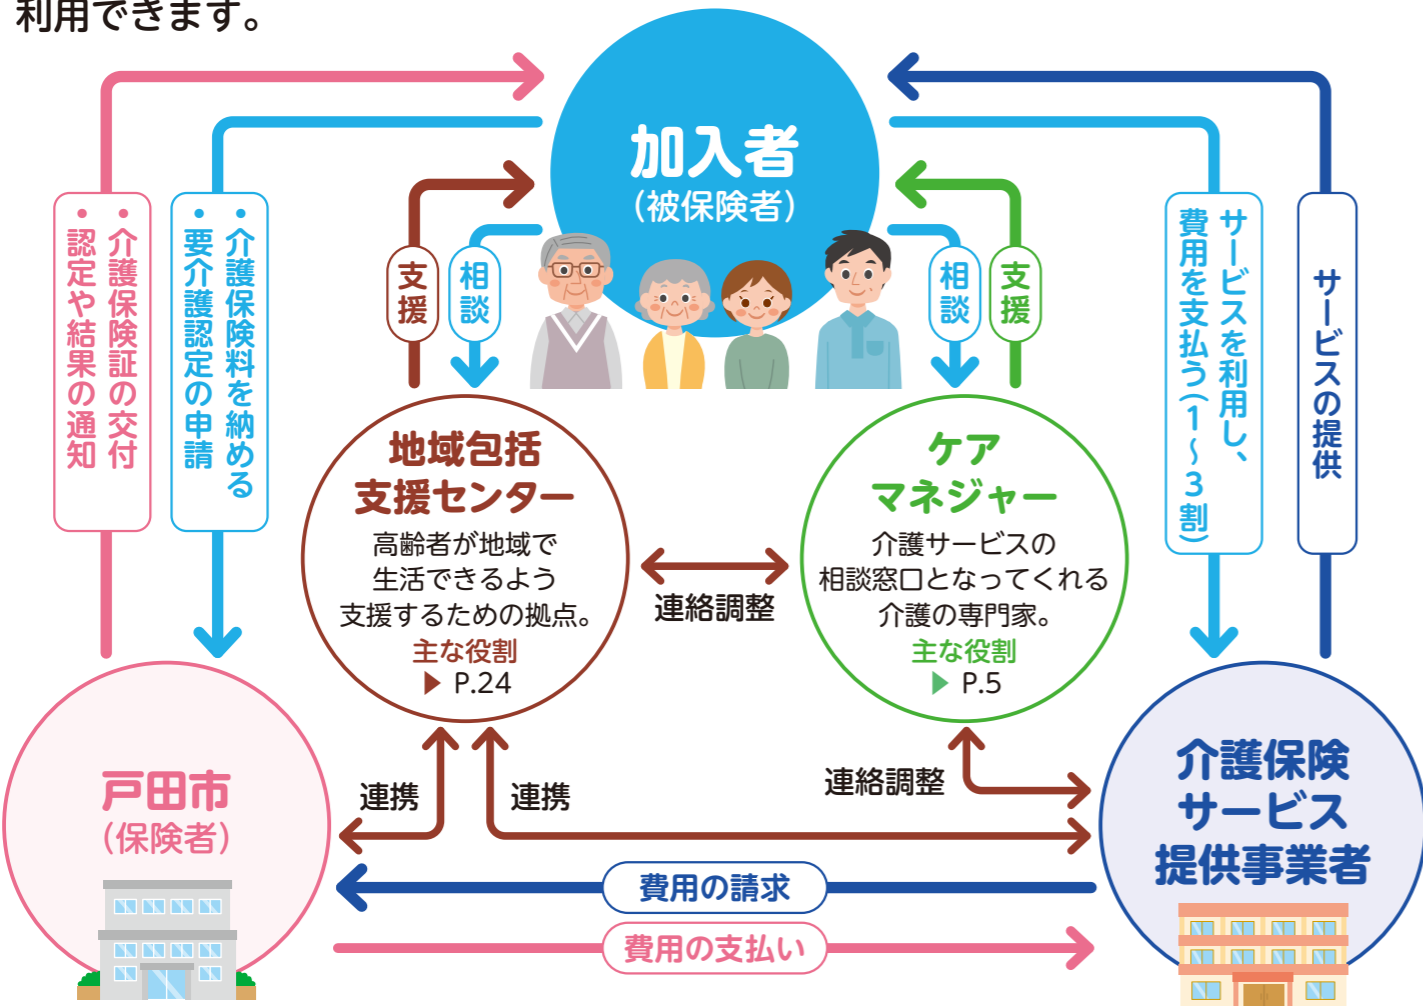 利用できます。
加入者
（被保険者）
・介護保険証の交付
・認定や結果の通知
・介護保険料を納める
・要介護認定の申請
支援
相談
相談
支援
サービスを利用し、
費用を支払う（1～3割）
サービスの提供
地域包括
支援センター
高齢者が地域で
生活できるよう
支援するための拠点。
主な役割
▶ P.24
連絡調整
ケア
マネジャー
介護サービスの
相談窓口となってくれる
介護の専門家。
主な役割
▶ P.5
戸田市
（保険者）
連携
連携
連絡調整
介護保険
サービス
提供事業者
費用の請求
費用の支払い